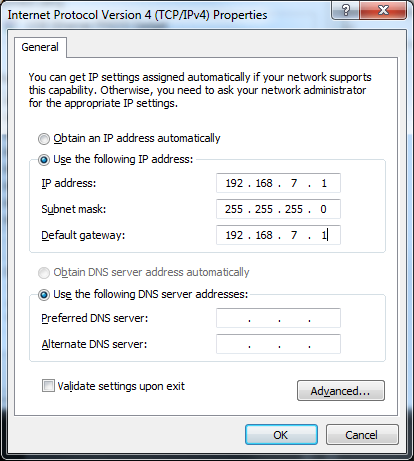 Internet Protocol Version 4 (TCP/IPv4) Properties
General
You can get IP settings assigned automatically if your network supports
this capability. Otherwise, you need to ask your network administrator
for the appropriate IP settings.
Obtain an IP address automatically
Use the following IP address:
IP address: 192 . 168 . 7 . 1
Subnet mask: 255 . 255 . 255 . 0
Default gateway: 192 . 168 . 7 . 1
Obtain DNS server address automatically
Use the following DNS server addresses:
Preferred DNS server: . . .
Alternate DNS server: . . .
Validate settings upon exit
Advanced...
OK Cancel